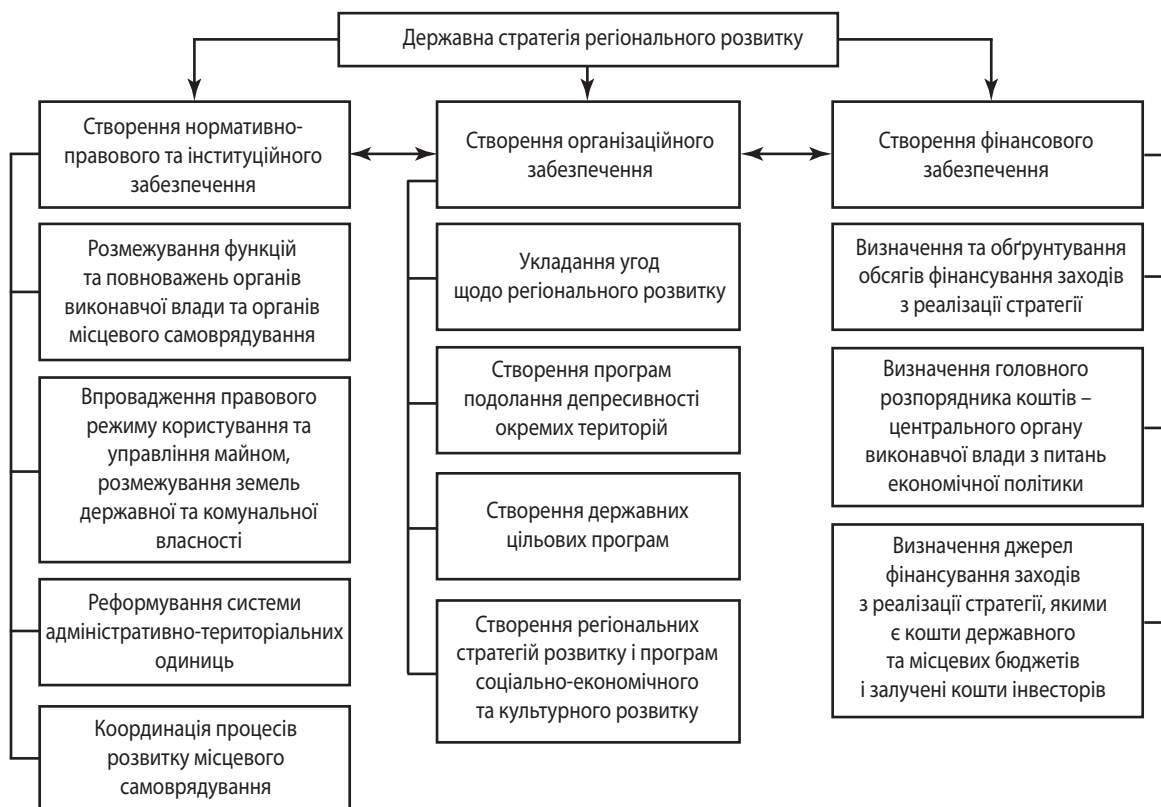 Державна стратегія регіонального розвитку
Створення нормативно-
правового та інституційного
забезпечення
Розмежування функцій
та повноважень органів
виконавчої влади та органів
місцевого самоврядування
Впровадження правового
режиму користування та
управління майном,
розмежування земель
державної та комунальної
власності
Реформування системи
адміністративно-територіальних
одиниць
Координація процесів
розвитку місцевого
самоврядування
Створення організаційного
забезпечення
Укладання угод
щодо регіонального розвитку
Створення програм
подолання депресивності
окремих територій
Створення державних
цільових програм
Створення регіональних
стратегій розвитку і програм
соціально-економічного
та культурного розвитку
Створення фінансового
забезпечення
Визначення та обґрунтування
обсягів фінансування заходів
з реалізації стратегії
Визначення головного
розпорядника коштів –
центрального органу
виконавчої влади з питань
економічної політики
Визначення джерел
фінансування заходів
з реалізації стратегії, якими
є кошти державного
та місцевих бюджетів
і залучені кошти інвесторів